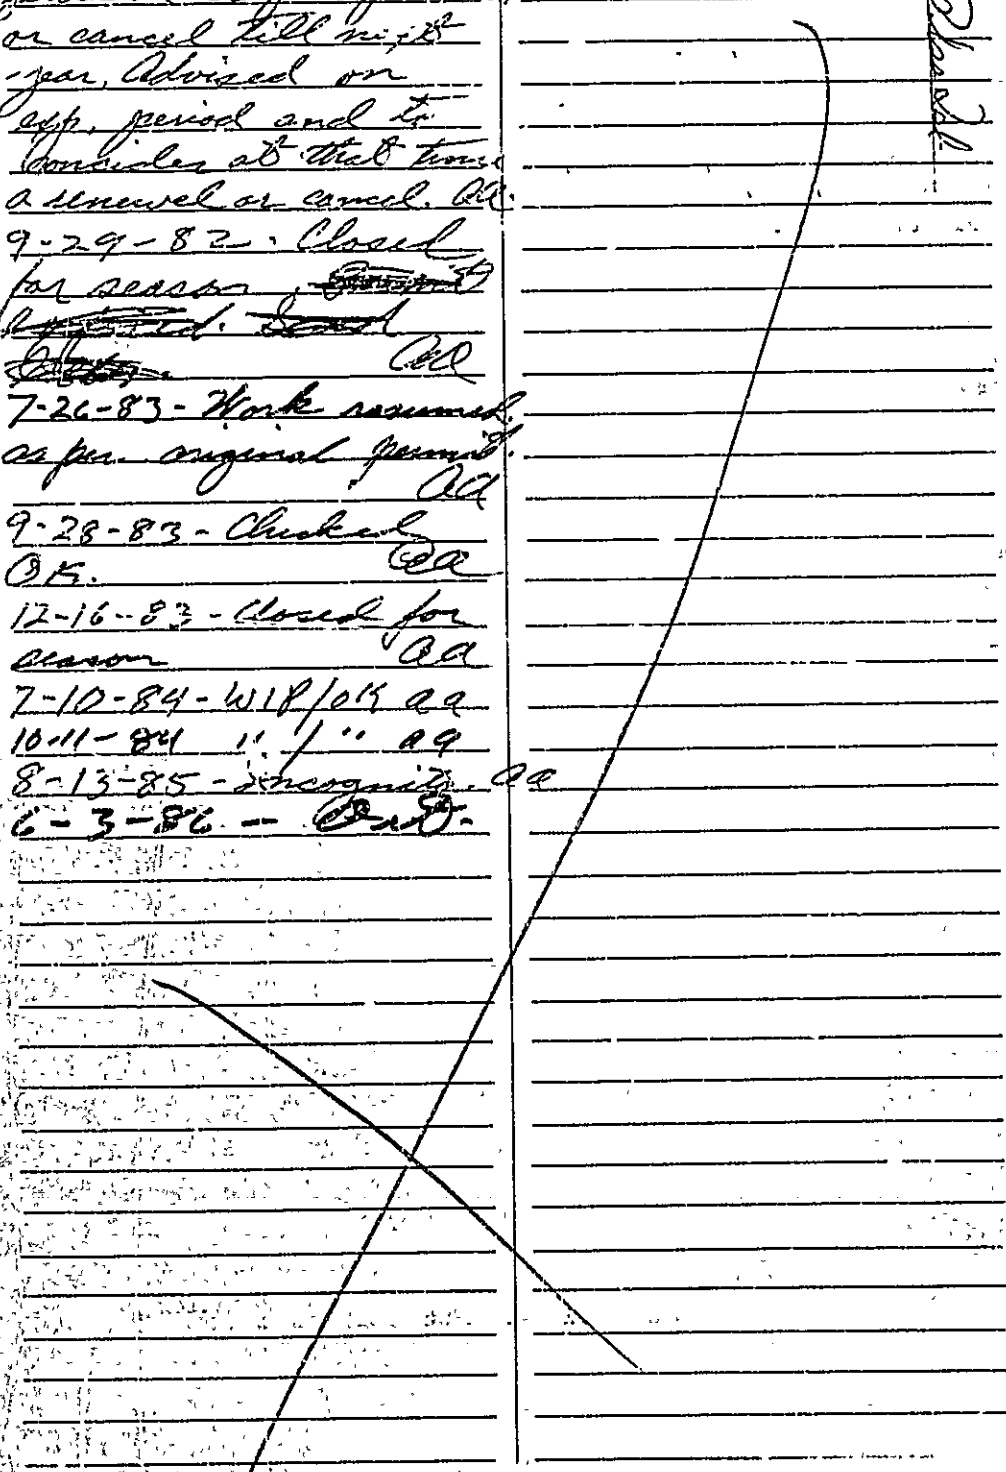 or cancel till next
year. Advised on
exp. period and to
consider at that time
a renewel or cancel. aa
9-29-82. Closed
for season
aa
7-26-83- Work resumed
as per. original permit.
aa
9-28-83- Checked
OK. aa
12-16-83- Closed for
season aa
7-10-84- WIP/OK aa
10-11-84 " / " aa
8-13-85- Incognito. aa
6-3-86 --